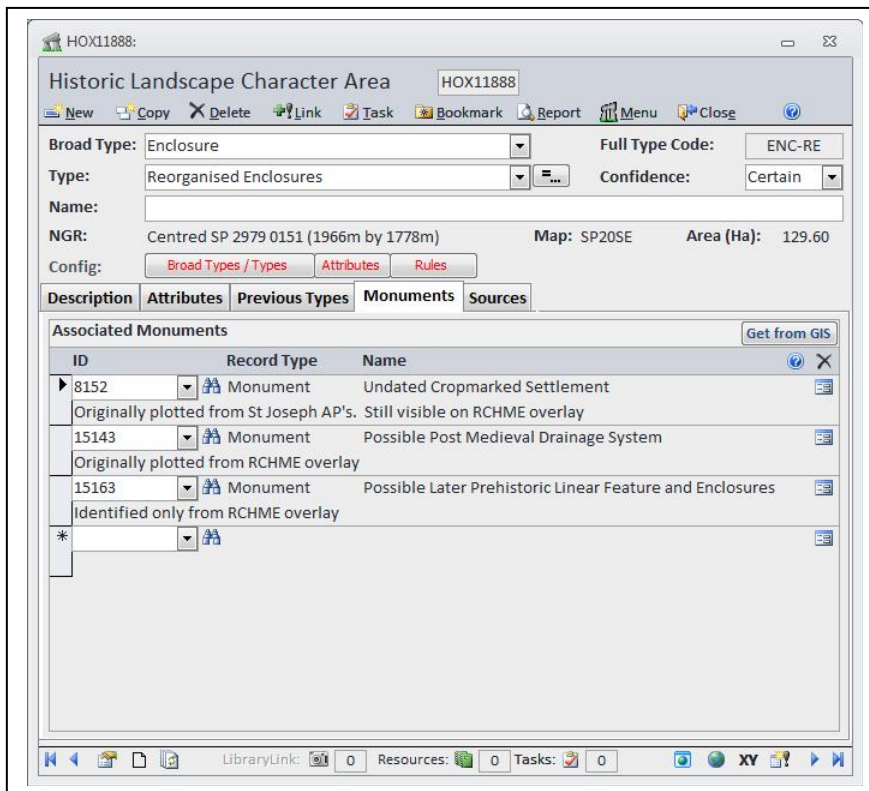 HOX11888:
Historic Landscape Character Area HOX11888
New Copy Delete Link Task Bookmark Report Menu Close
Broad Type: Enclosure Full Type Code: ENC-RE
Type: Reorganised Enclosures =... Confidence: Certain
Name:
NGR: Centred SP 2979 0151 (1966m by 1778m) Map: SP20SE Area (Ha): 129.60
Config: Broad Types / Types Attributes Rules
Description Attributes Previous Types Monuments Sources
Associated Monuments Get from GIS
ID Record Type Name
8152 Monument Undated Cropmarked Settlement
Originally plotted from St Joseph AP's. Still visible on RCHME overlay
15143 Monument Possible Post Medieval Drainage System
Originally plotted from RCHME overlay
15163 Monument Possible Later Prehistoric Linear Feature and Enclosures
Identified only from RCHME overlay
*
LibraryLink: 0 Resources: 0 Tasks: 0 XY